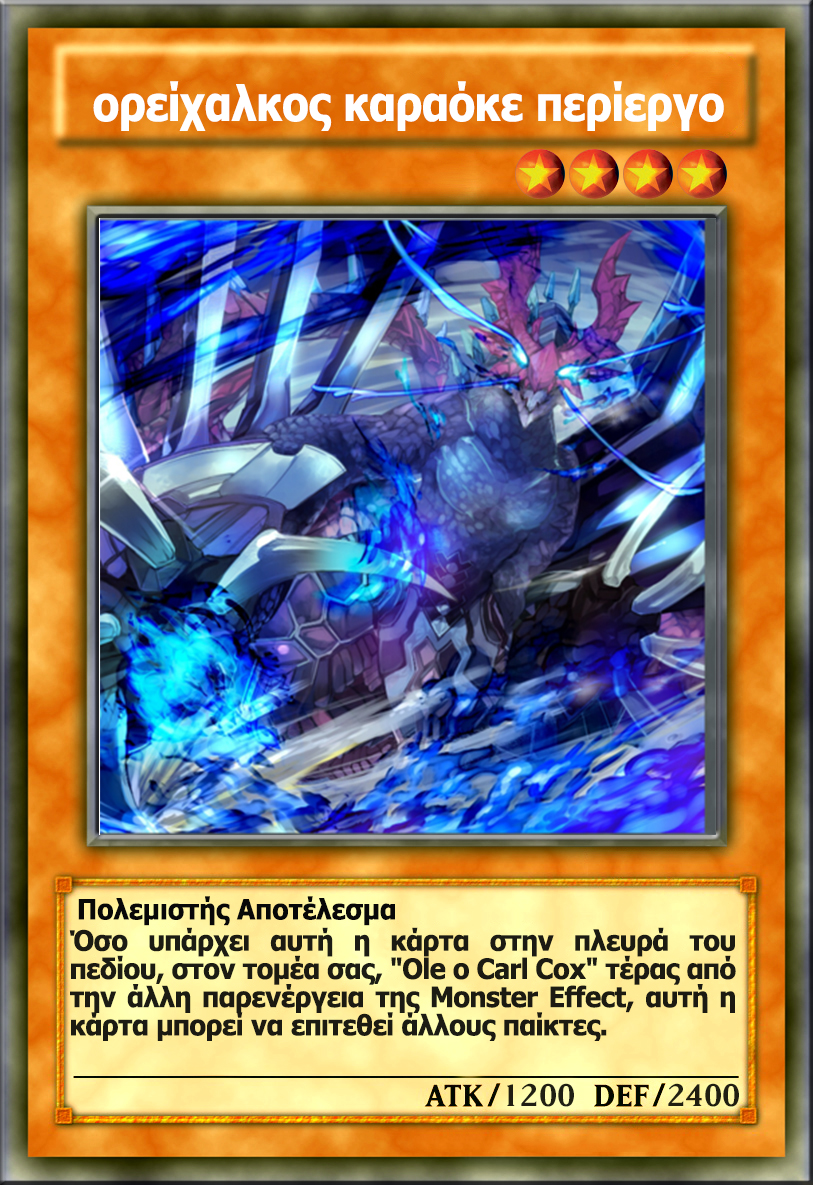 ορείχαλκος καραόκε περίεργο
Πολεμιστής Αποτέλεσμα
Όσο υπάρχει αυτή η κάρτα στην πλευρά του
πεδίου, στον τομέα σας, "Ole ο Carl Cox" τέρας από
την άλλη παρενέργεια της Monster Effect, αυτή η
κάρτα μπορεί να επιτεθεί άλλους παίκτες.
ATK/1200 DEF/2400